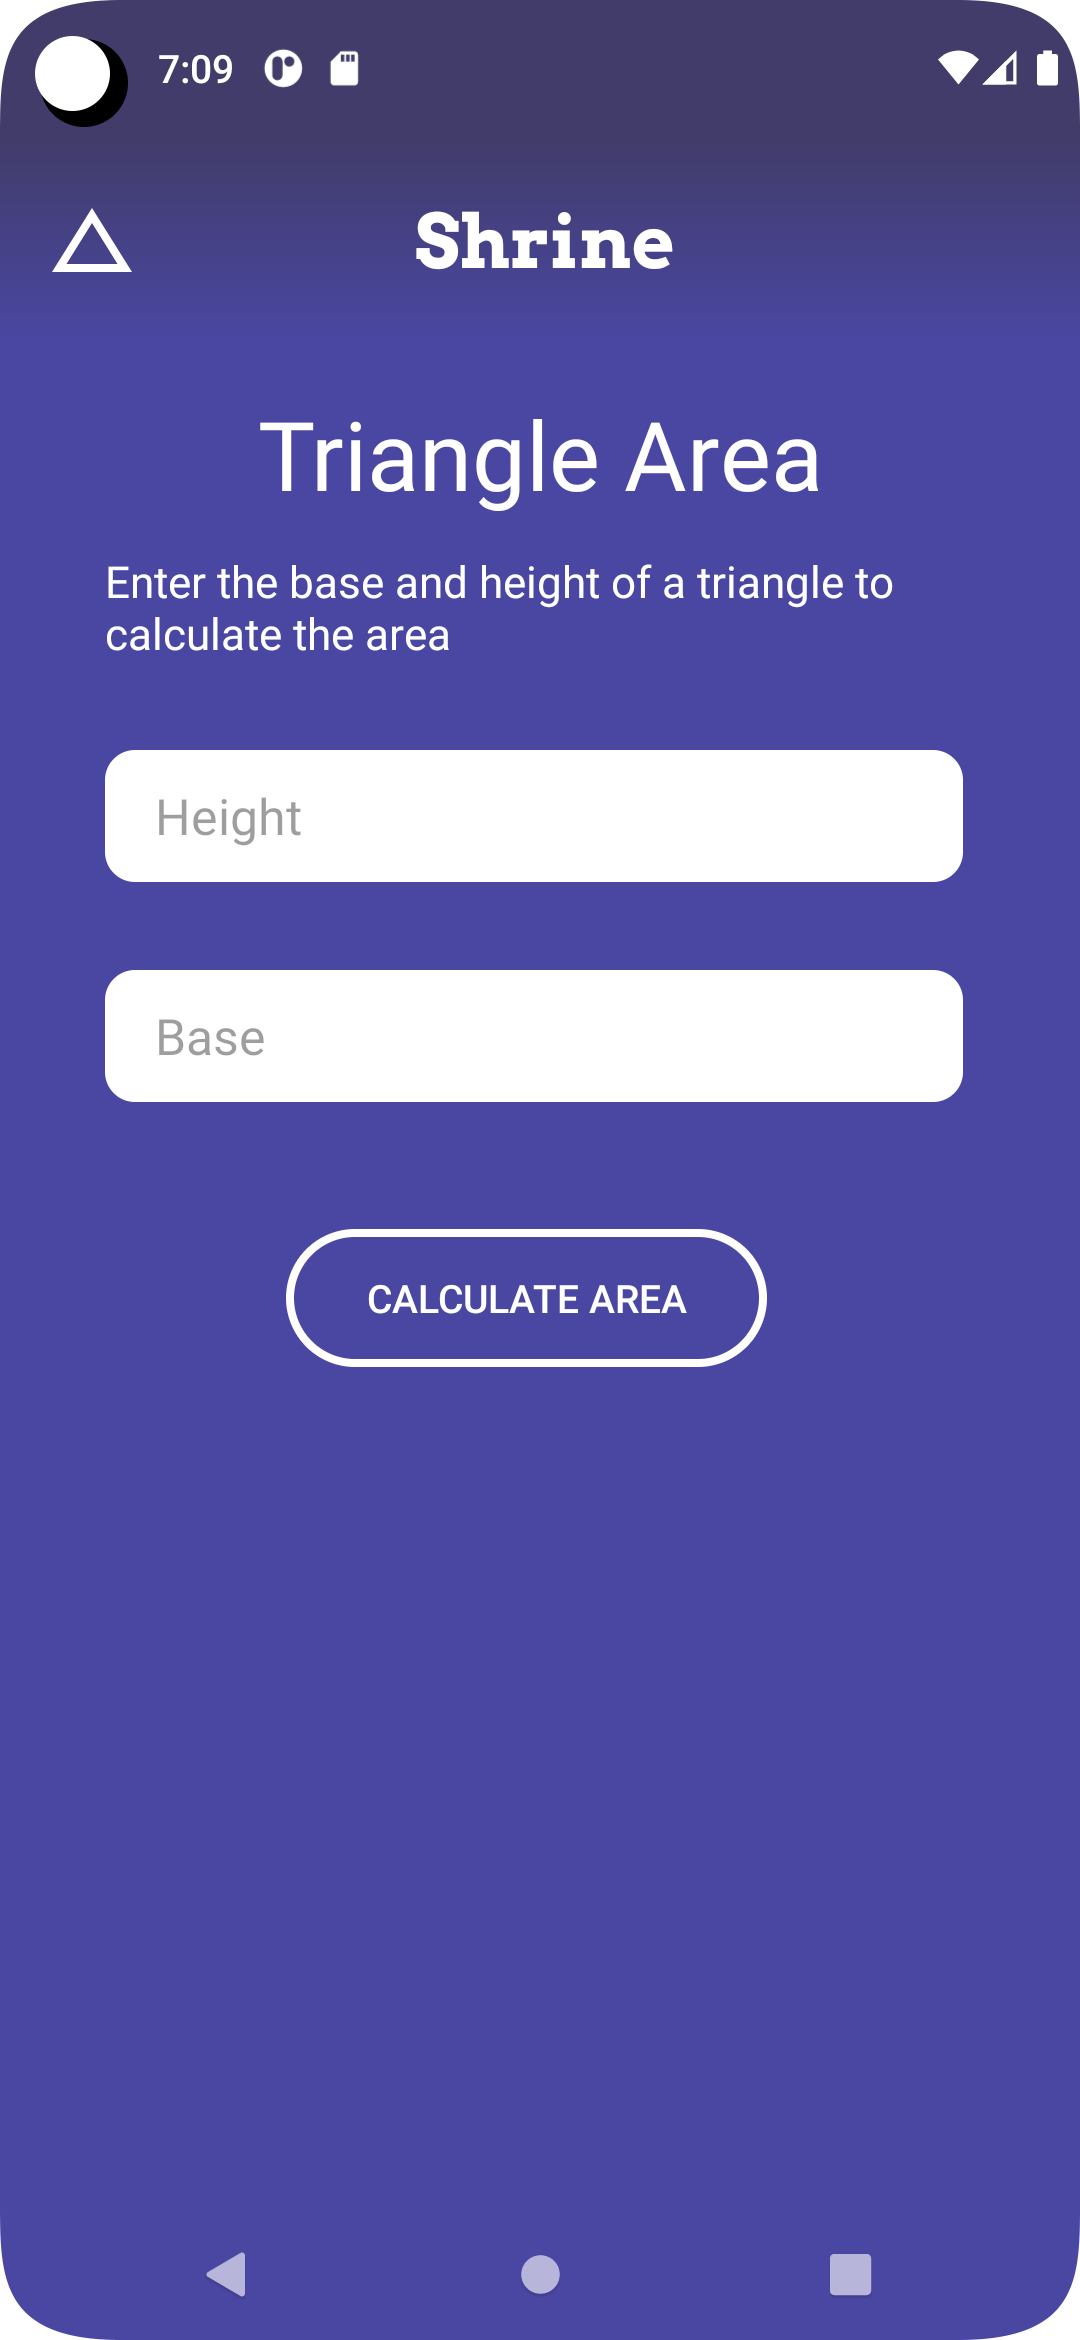 7:09
Shrine
Triangle Area
Enter the base and height of a triangle to
calculate the area
Height
Base
CALCULATE AREA